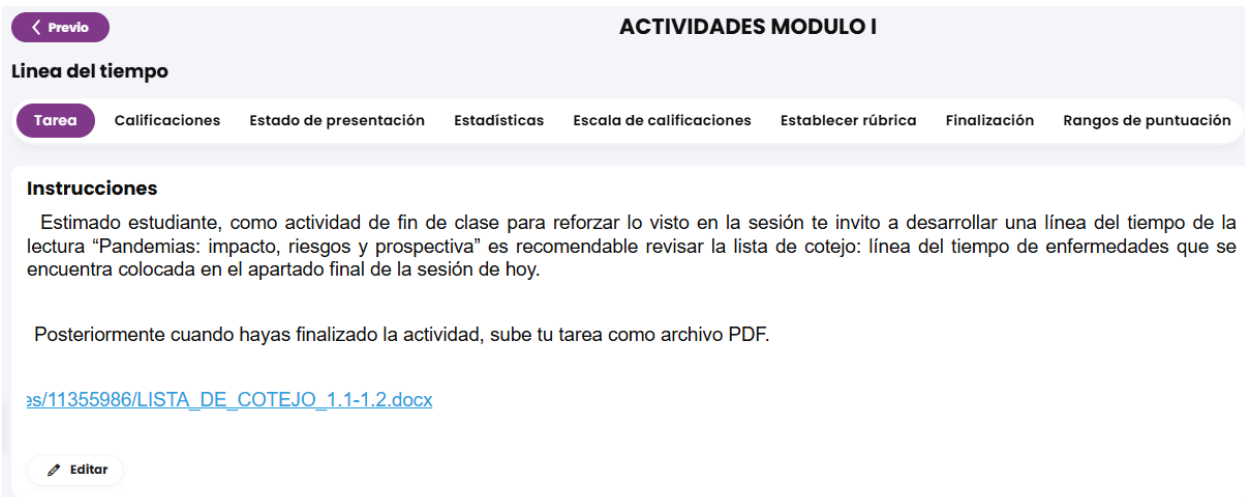 Previo
ACTIVIDADES MODULO I
Linea del tiempo
Tarea Calificaciones Estado de presentación Estadísticas Escala de calificaciones Establecer rúbrica Finalización Rangos de puntuación
Instrucciones
Estimado estudiante, como actividad de fin de clase para reforzar lo visto en la sesión te invito a desarrollar una línea del tiempo de la
lectura “Pandemias: impacto, riesgos y prospectiva” es recomendable revisar la lista de cotejo: línea del tiempo de enfermedades que se
encuentra colocada en el apartado final de la sesión de hoy.
Posteriormente cuando hayas finalizado la actividad, sube tu tarea como archivo PDF.
es/11355986/LISTA_DE_COTEJO_1.1-1.2.docx
Editar